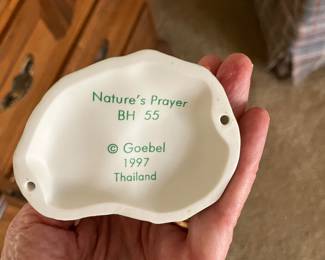 Nature's Prayer
BH 55
© Goebel
1997
Thailand